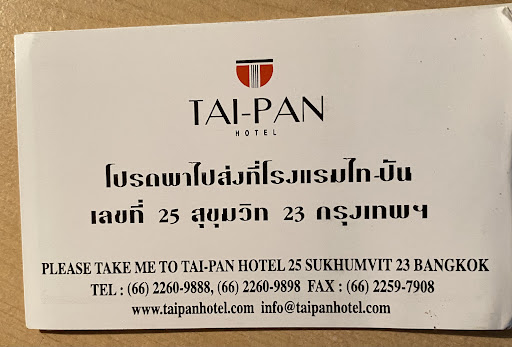 TAI-PAN
HOTEL
โปรดพาไปส่งที่โรงแรมไท-ปัน
เลขที่ 25 สุขุมวิท 23 กรุงเทพฯ
PLEASE TAKE ME TO TAI-PAN HOTEL 25 SUKHUMVIT 23 BANGKOK
TEL : (66) 2260-9888, (66) 2260-9898 FAX : (66) 2259-7908
www.taipanhotel.com info@taipanhotel.com